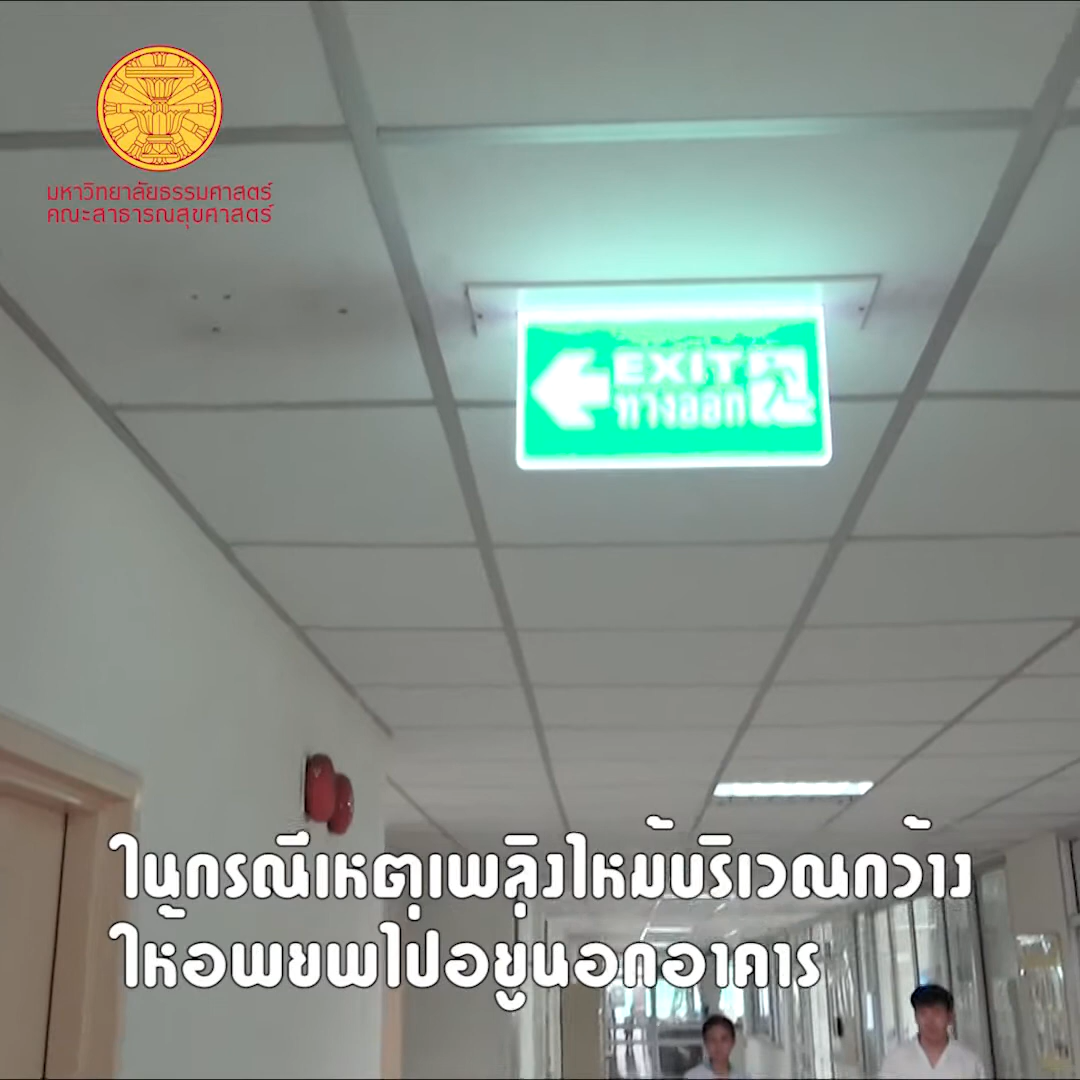 มหาวิทยาลัยธรรมศาสตร์
คณะสาธารณสุขศาสตร์
EXIT
ทางออก
ในกรณีเหตุเพลิงไหม้บริเวณกว้าง
ให้อพยพไปอยู่นอกอาคาร